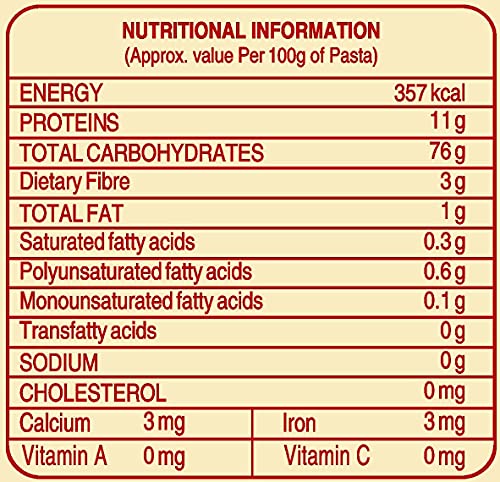 NUTRITIONAL INFORMATION
(Approx. value Per 100g of Pasta)
ENERGY 357 kcal
PROTEINS 11 g
TOTAL CARBOHYDRATES 76 g
Dietary Fibre 3 g
TOTAL FAT 1 g
Saturated fatty acids 0.3 g
Polyunsaturated fatty acids 0.6 g
Monounsaturated fatty acids 0.1 g
Transfatty acids 0 g
SODIUM 0 g
CHOLESTEROL 0 mg
Calcium 3 mg Iron 3 mg
Vitamin A 0 mg Vitamin C 0 mg